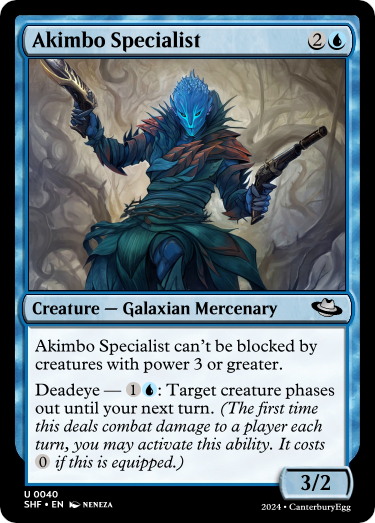 Akimbo Specialist 2
Creature — Galaxian Mercenary
Akimbo Specialist can't be blocked by
creatures with power 3 or greater.
Deadeye — 1 : Target creature phases
out until your next turn. (The first time
this deals combat damage to a player each
turn, you may activate this ability. It costs
0 if this is equipped.)
3/2
U 0040
SHF • EN NENEZA
2024 • CanterburyEgg